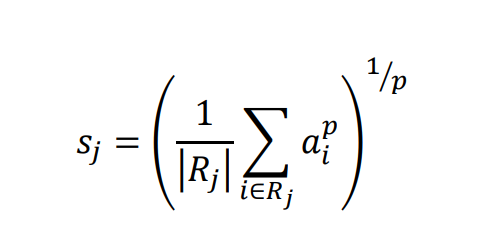 $s_j = \left( \frac{1}{|R_j|} \sum_{i \in R_j} a_i^p \right)^{1/p}$